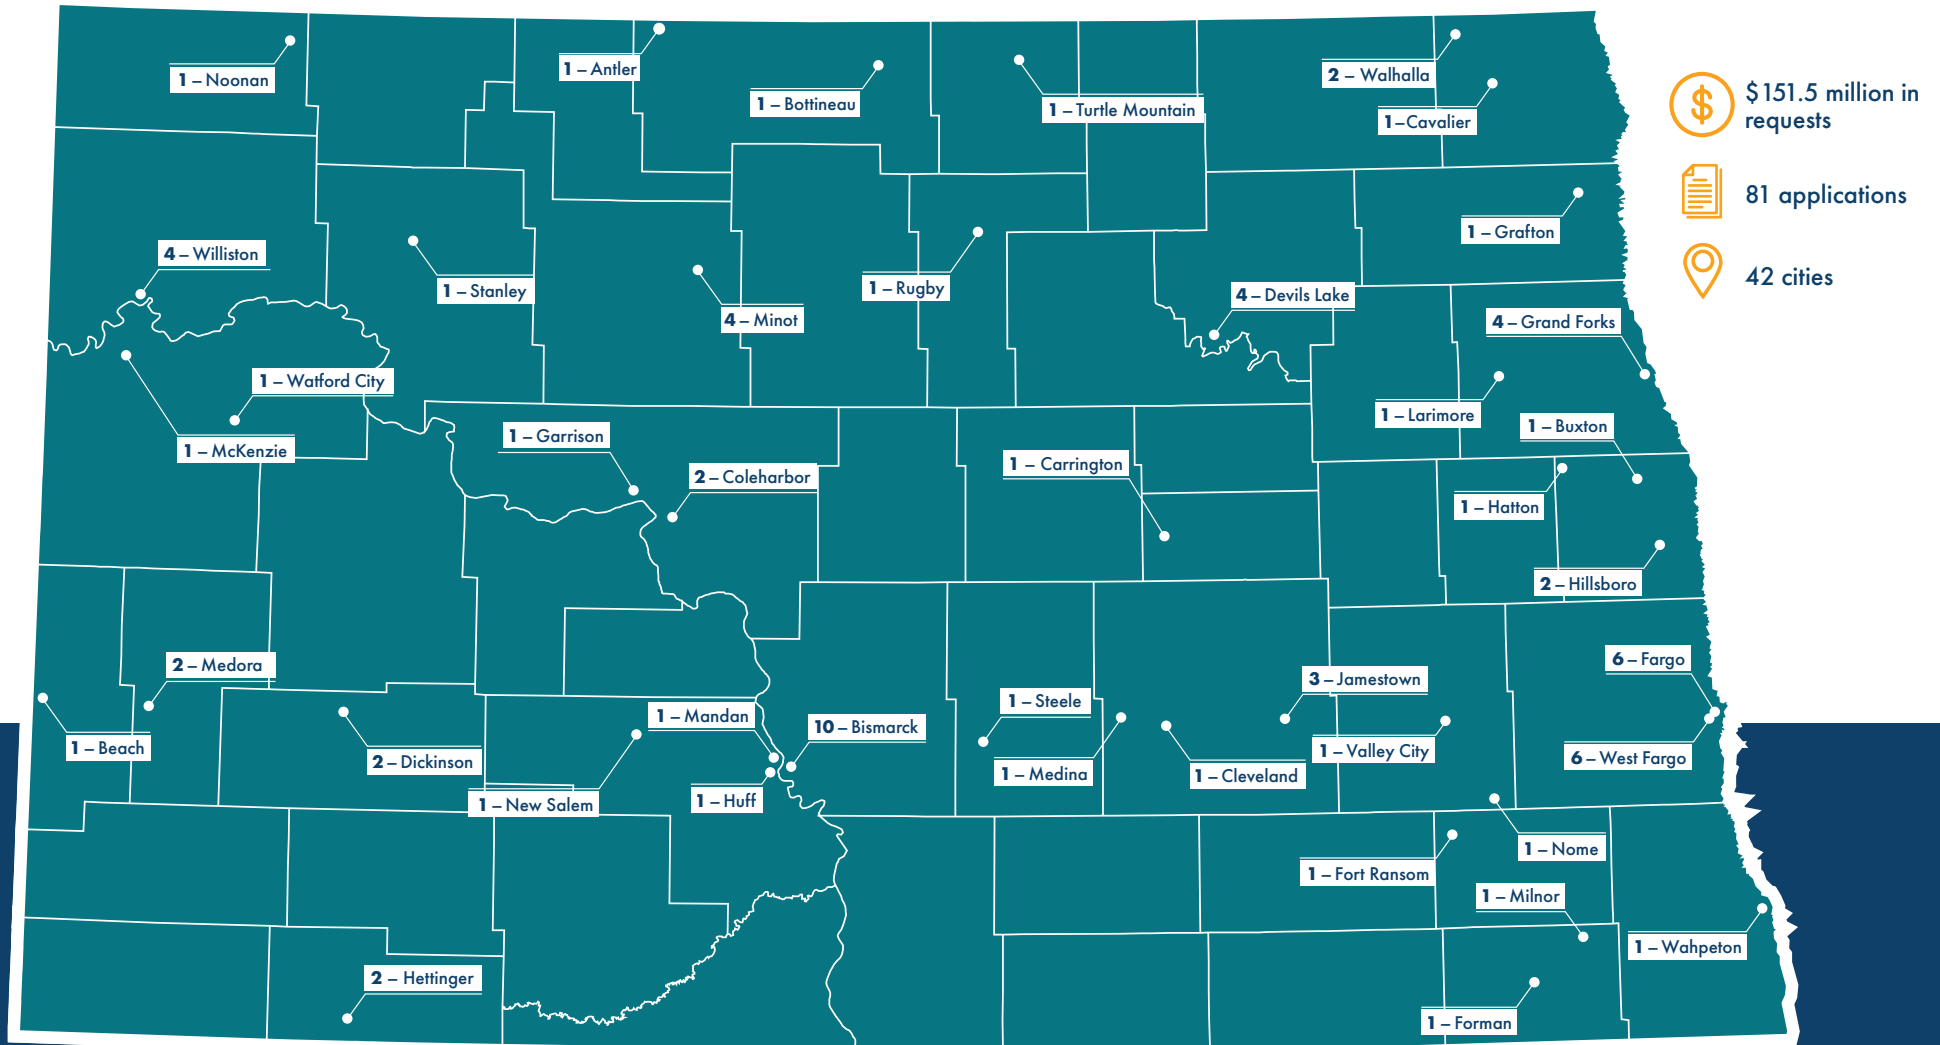 1 – Noonan
1 – Antler
1 – Bottineau
1 – Turtle Mountain
2 – Walhalla
1 –Cavalier
$151.5 million in
requests
81 applications
42 cities
1 – Grafton
4 – Williston
1 – Stanley
4 – Minot
1 – Rugby
4 – Devils Lake
4 – Grand Forks
1 – Watford City
1 – McKenzie
1 – Garrison
2 – Coleharbor
1 – Carrington
1 – Larimore
1 – Buxton
1 – Hatton
2 – Hillsboro
2 – Medora
1 – Beach
2 – Dickinson
1 – New Salem
1 – Mandan
1 – Huff
10 – Bismarck
1 – Steele
1 – Medina
1 – Cleveland
3 – Jamestown
1 – Valley City
6 – Fargo
6 – West Fargo
1 – Nome
1 – Fort Ransom
1 – Milnor
1 – Wahpeton
2 – Hettinger
1 – Forman